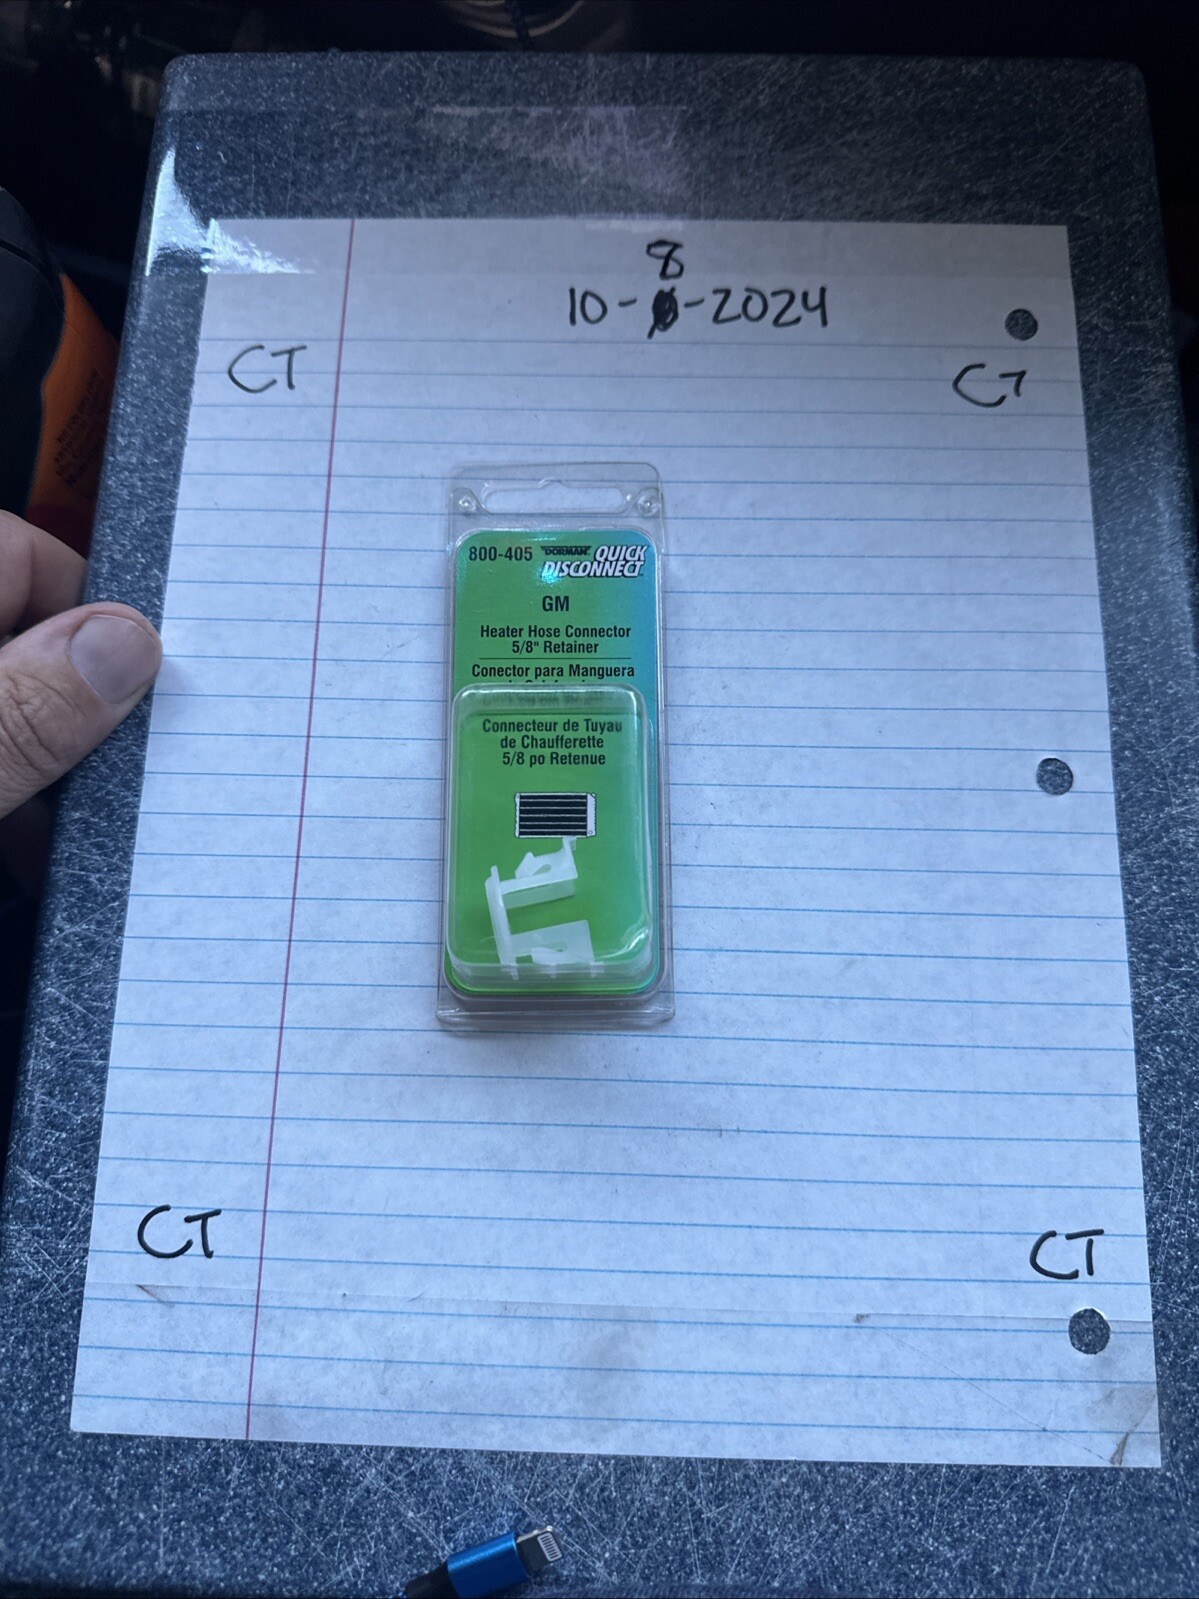 8
10-0-2024
CT
CT
800-405 DORMAN QUICK
DISCONNECT
GM
Heater Hose Connector
5/8" Retainer
Conector para Manguera
Connecteur de Tuyau
de Chaufferette
5/8 po Retenue
CT
CT